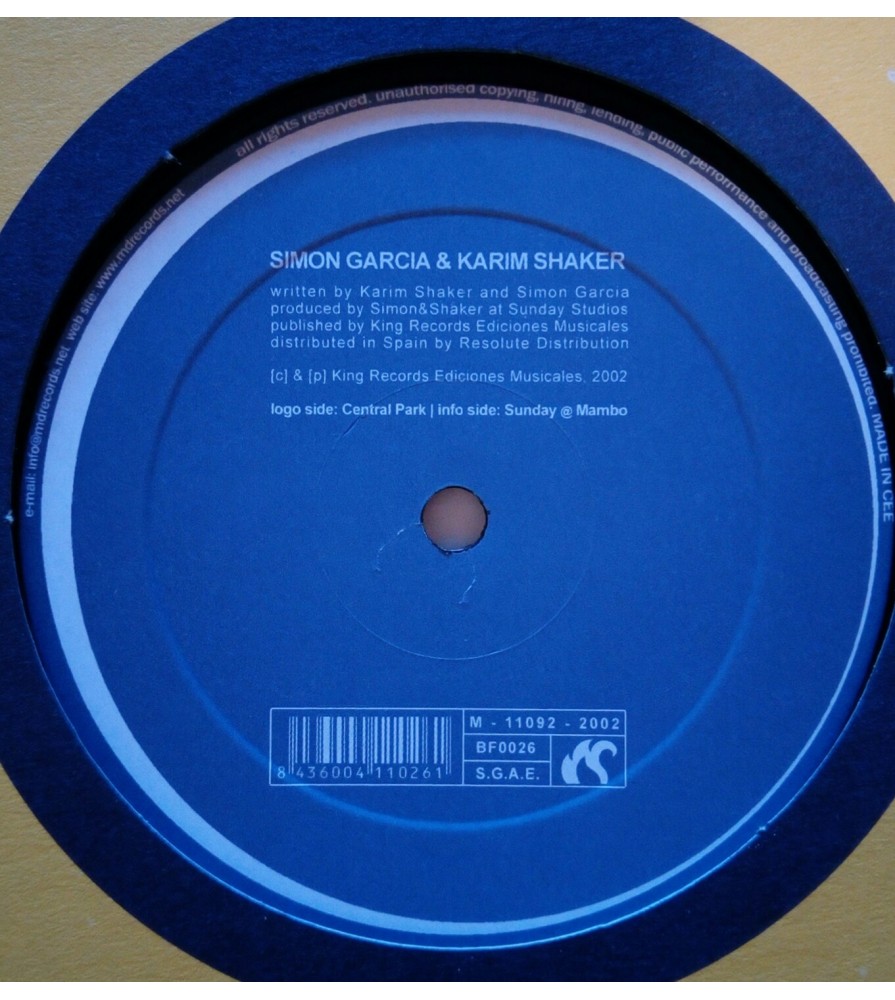 all rights reserved. unauthorised copying, hiring, lending, public performance and broadcasting prohibited. MADE IN CEE
e-mail: info@mdrecords.net web site: www.mdrecords.net
SIMON GARCIA & KARIM SHAKER
written by Karim Shaker and Simon Garcia
produced by Simon&Shaker at Sunday Studios
published by King Records Ediciones Musicales
distributed in Spain by Resolute Distribution
[c] & [p] King Records Ediciones Musicales, 2002
logo side: Central Park | info side: Sunday @ Mambo
M - 11092 - 2002
BF0026
S.G.A.E.
8 436004 110261